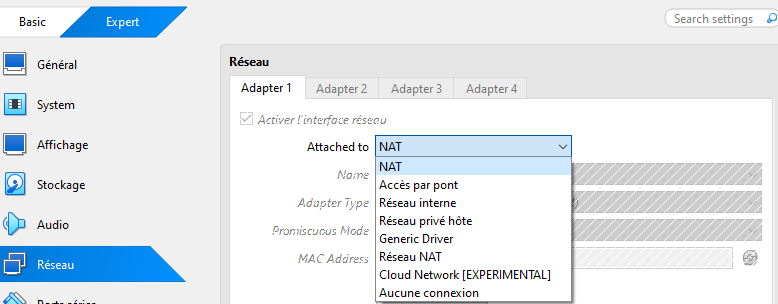 Basic
Expert
Search settings
Général
System
Affichage
Stockage
Audio
Réseau
Réseau
Adapter 1
Adapter 2
Adapter 3
Adapter 4
Activer l'interface réseau
Attached to
NAT
Name
Adapter Type
Promiscuous Mode
MAC Address
NAT
Accès par pont
Réseau interne
Réseau privé hôte
Generic Driver
Réseau NAT
Cloud Network [EXPERIMENTAL]
Aucune connexion